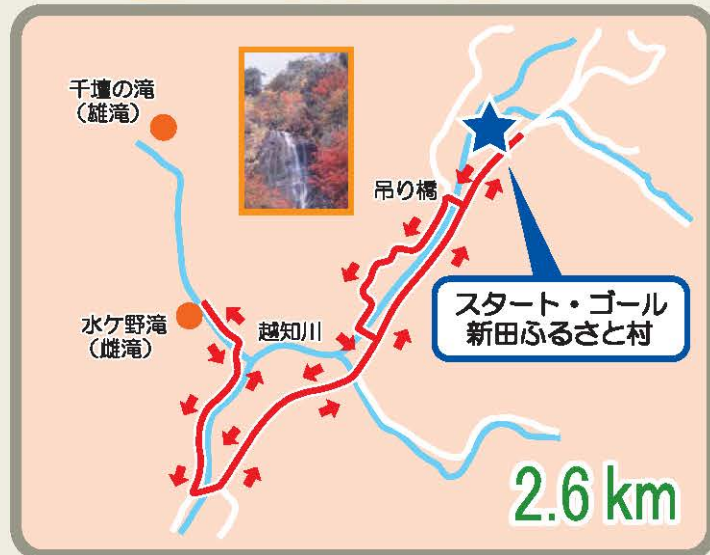 千壇の滝
(雄滝)
吊り橋
スタート・ゴール
新田ふるさと村
水ケ野滝
(雌滝)
越知川
2.6 km